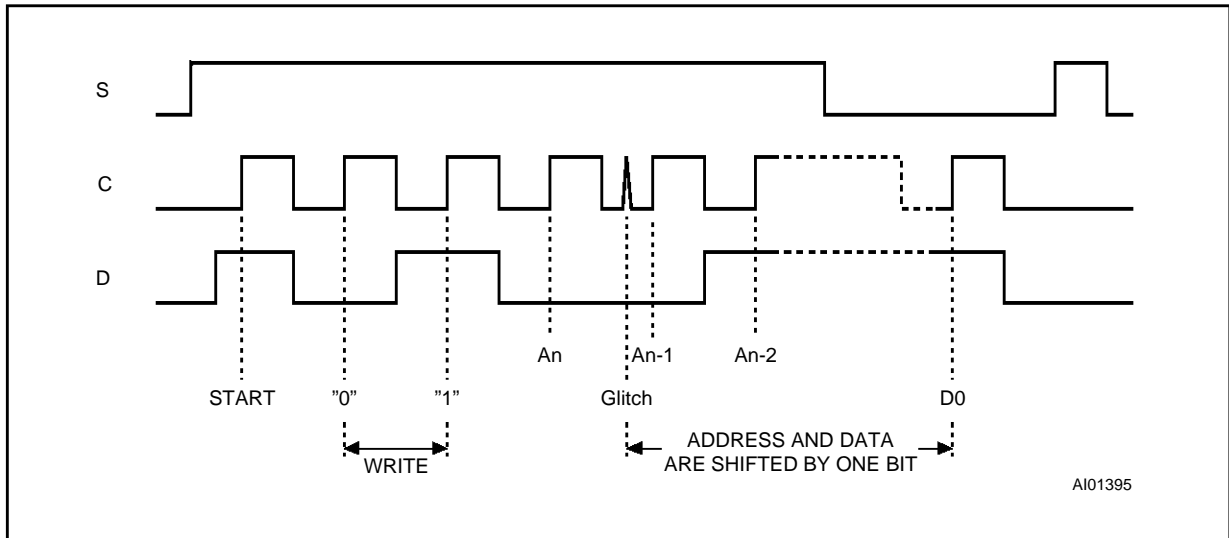 S
C
D
An
An-1
An-2
START
”0”
”1”
Glitch
D0
WRITE
ADDRESS AND DATA
ARE SHIFTED BY ONE BIT
AI01395